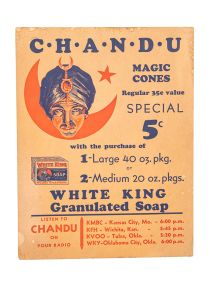 C·H·A·N·D·U
MAGIC
CONES
Regular 35c value
SPECIAL
5c
with the purchase of
1-Large 40 oz. pkg.
or
2-Medium 20 oz. pkgs.
WHITE KING
SOAP
WHITE KING
Granulated Soap
LISTEN TO
CHANDU
ON
YOUR RADIO
KMBC - Kansas City, Mo. - 6:00 p.m.
KFH - Wichita, Kan. - 5:45 p.m.
KVOO - Tulsa, Okla. - 5:30 p.m.
WKY-Oklahoma City, Okla. - 6:00 p.m.